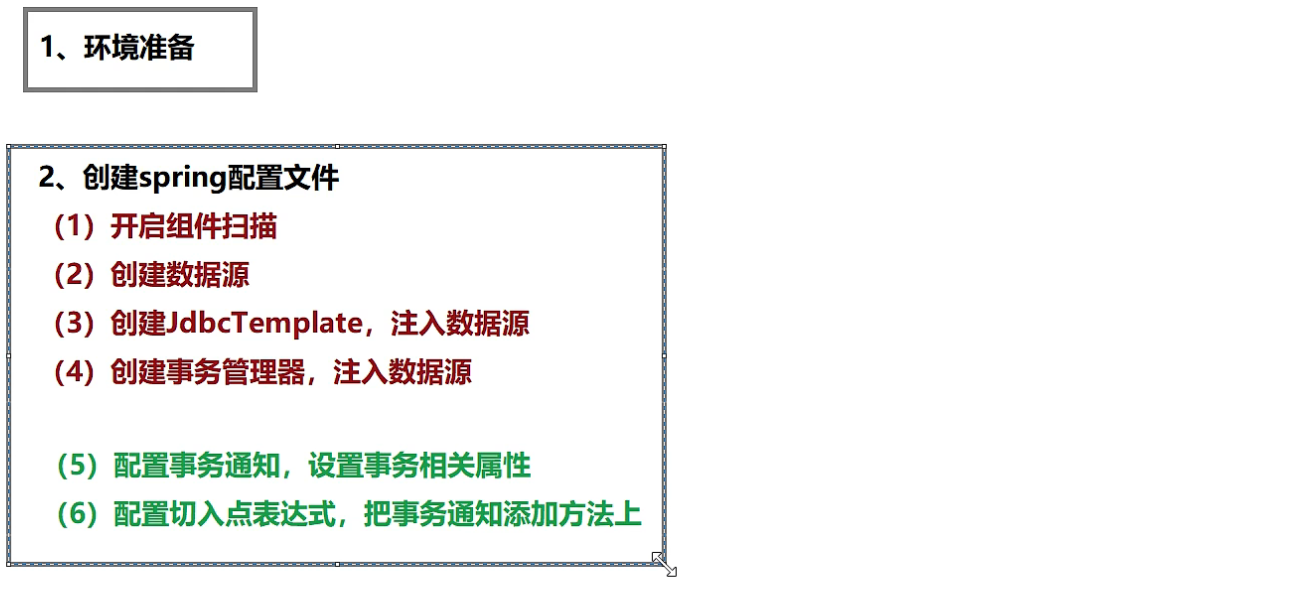 1、环境准备
2、创建spring配置文件
（1）开启组件扫描
（2）创建数据源
（3）创建JdbcTemplate，注入数据源
（4）创建事务管理器，注入数据源
（5）配置事务通知，设置事务相关属性
（6）配置切入点表达式，把事务通知添加方法上